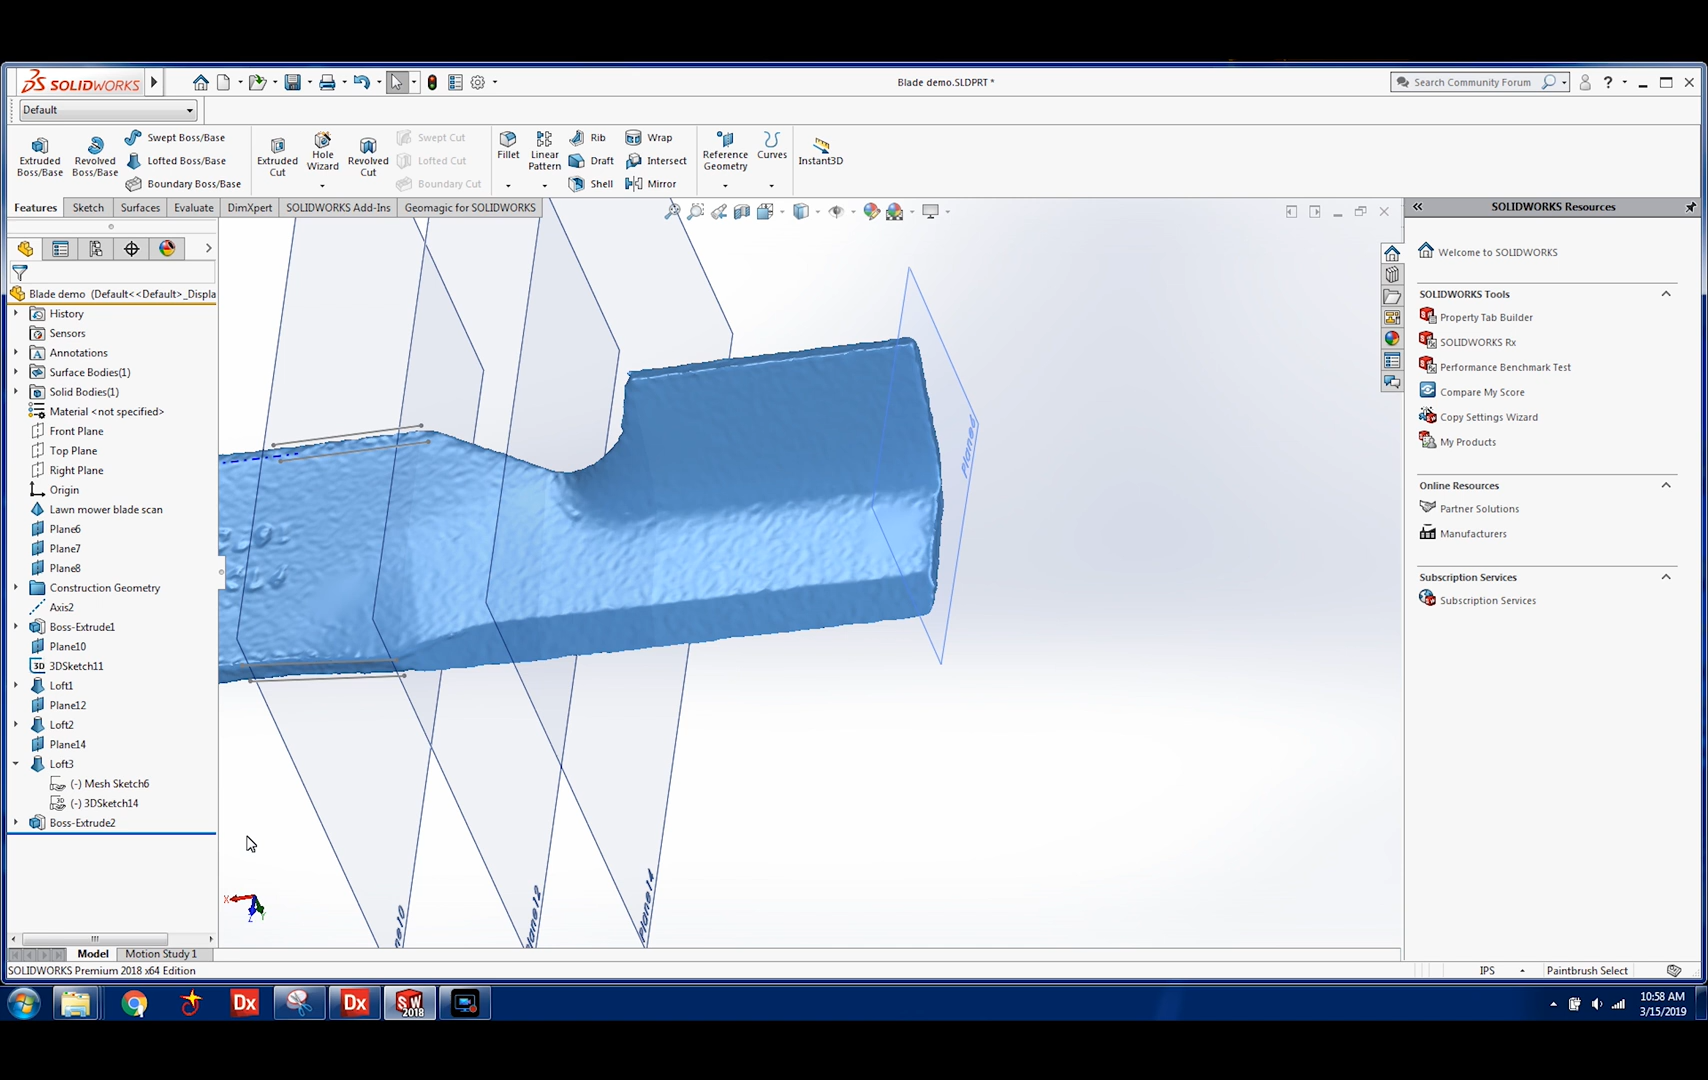 SOLIDWORKS
Blade demo.SLDPRT *
Search Community Forum
?
Default
Extruded Boss/Base
Revolved Boss/Base
Swept Boss/Base
Lofted Boss/Base
Boundary Boss/Base
Extruded Cut
Hole Wizard
Revolved Cut
Swept Cut
Lofted Cut
Boundary Cut
Fillet
Linear Pattern
Rib
Draft
Shell
Wrap
Intersect
Mirror
Reference Geometry
Curves
Instant3D
Features
Sketch
Surfaces
Evaluate
DimXpert
SOLIDWORKS Add-Ins
Geomagic for SOLIDWORKS
Blade demo (Default<<Default>_Displa
History
Sensors
Annotations
Surface Bodies(1)
Solid Bodies(1)
Material <not specified>
Front Plane
Top Plane
Right Plane
Origin
Lawn mower blade scan
Plane6
Plane7
Plane8
Construction Geometry
Axis2
Boss-Extrude1
Plane10
3D 3DSketch11
Loft1
Plane12
Loft2
Plane14
Loft3
(-) Mesh Sketch6
(-) 3DSketch14
Boss-Extrude2
ne10
lane12
Plane14
X
Y
Z
SOLIDWORKS Resources
Welcome to SOLIDWORKS
SOLIDWORKS Tools
Property Tab Builder
SOLIDWORKS Rx
Performance Benchmark Test
Compare My Score
Copy Settings Wizard
My Products
Online Resources
Partner Solutions
Manufacturers
Subscription Services
Subscription Services
Model
Motion Study 1
SOLIDWORKS Premium 2018 x64 Edition
IPS
Paintbrush Select
Dx
Dx
SW 2018
10:58 AM
3/15/2019